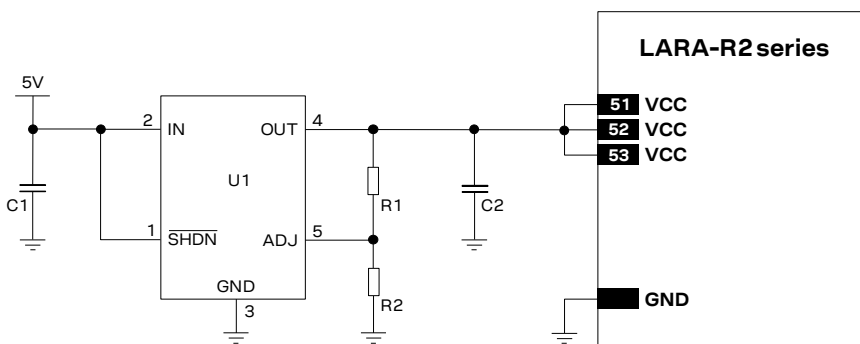 LARA-R2 series
5V
51 VCC
2 IN OUT 4
52 VCC
53 VCC
U1
C1 R1 C2
1 SHDN ADJ 5
GND
3
R2
GND